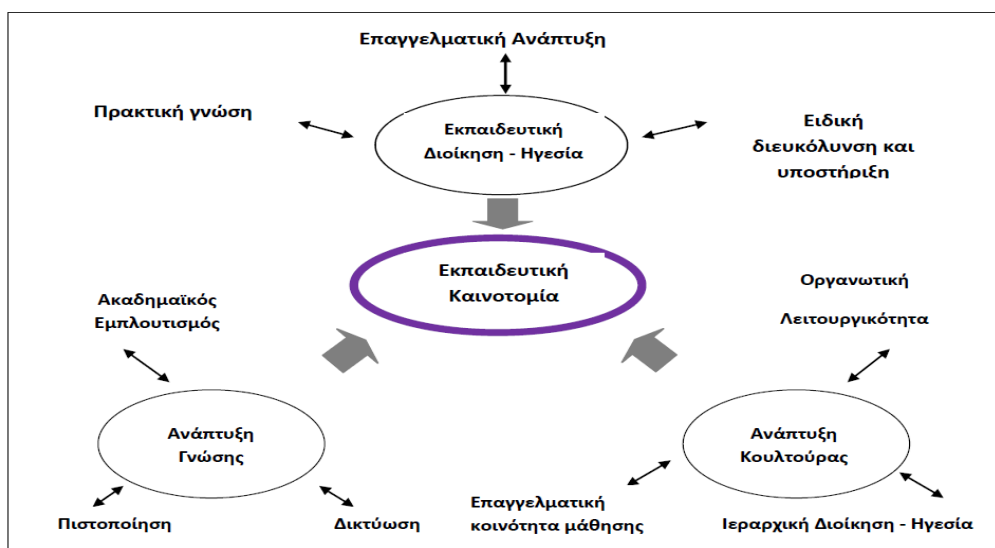 Επαγγελματική Ανάπτυξη
Πρακτική γνώση
Εκπαιδευτική
Διοίκηση - Ηγεσία
Ειδική
διευκόλυνση και
υποστήριξη
Εκπαιδευτική
Καινοτομία
Οργανωτική
Λειτουργικότητα
Ακαδημαϊκός
Εμπλουτισμός
Ανάπτυξη
Γνώσης
Ανάπτυξη
Κουλτούρας
Πιστοποίηση
Δικτύωση
Επαγγελματική
κοινότητα μάθησης
Ιεραρχική Διοίκηση - Ηγεσία